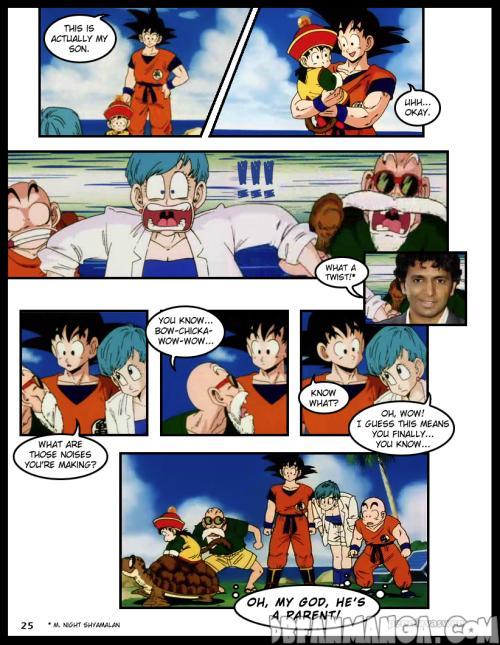 THIS IS
ACTUALLY MY
SON.
UHH...
OKAY.
!!!
WHAT A
TWIST!*
YOU KNOW...
BOW-CHICKA-
WOW-WOW...
WHAT ARE
THOSE NOISES
YOU'RE MAKING?
KNOW
WHAT?
OH, WOW!
I GUESS THIS MEANS
YOU FINALLY...
YOU KNOW...
OH, MY GOD, HE'S
A PARENT!
25
* M. NIGHT SHYAMALAN
DBFANMANGA.COM